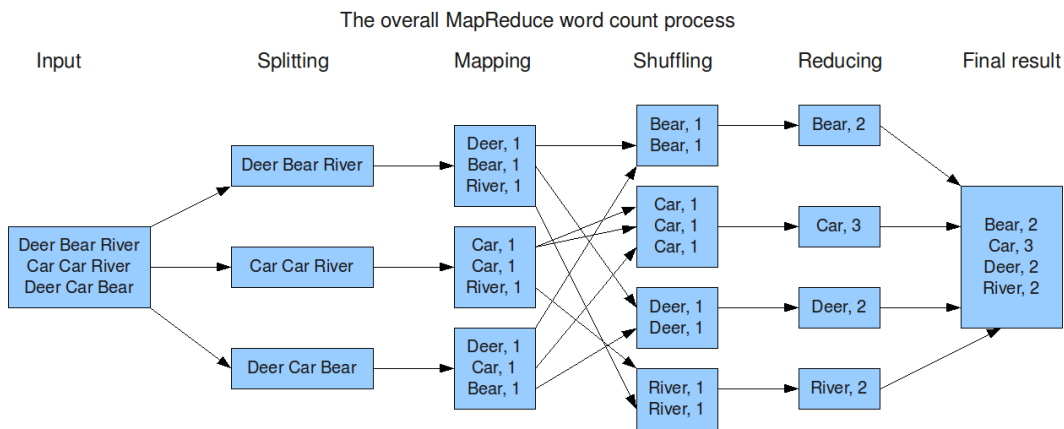 The overall MapReduce word count process
Input
Splitting
Mapping
Shuffling
Reducing
Final result
Deer Bear River
Car Car River
Deer Car Bear
Deer Bear River
Car Car River
Deer Car Bear
Deer, 1
Bear, 1
River, 1
Car, 1
Car, 1
River, 1
Deer, 1
Car, 1
Bear, 1
Bear, 1
Bear, 1
Car, 1
Car, 1
Car, 1
Deer, 1
Deer, 1
River, 1
River, 1
Bear, 2
Car, 3
Deer, 2
River, 2
Bear, 2
Car, 3
Deer, 2
River, 2